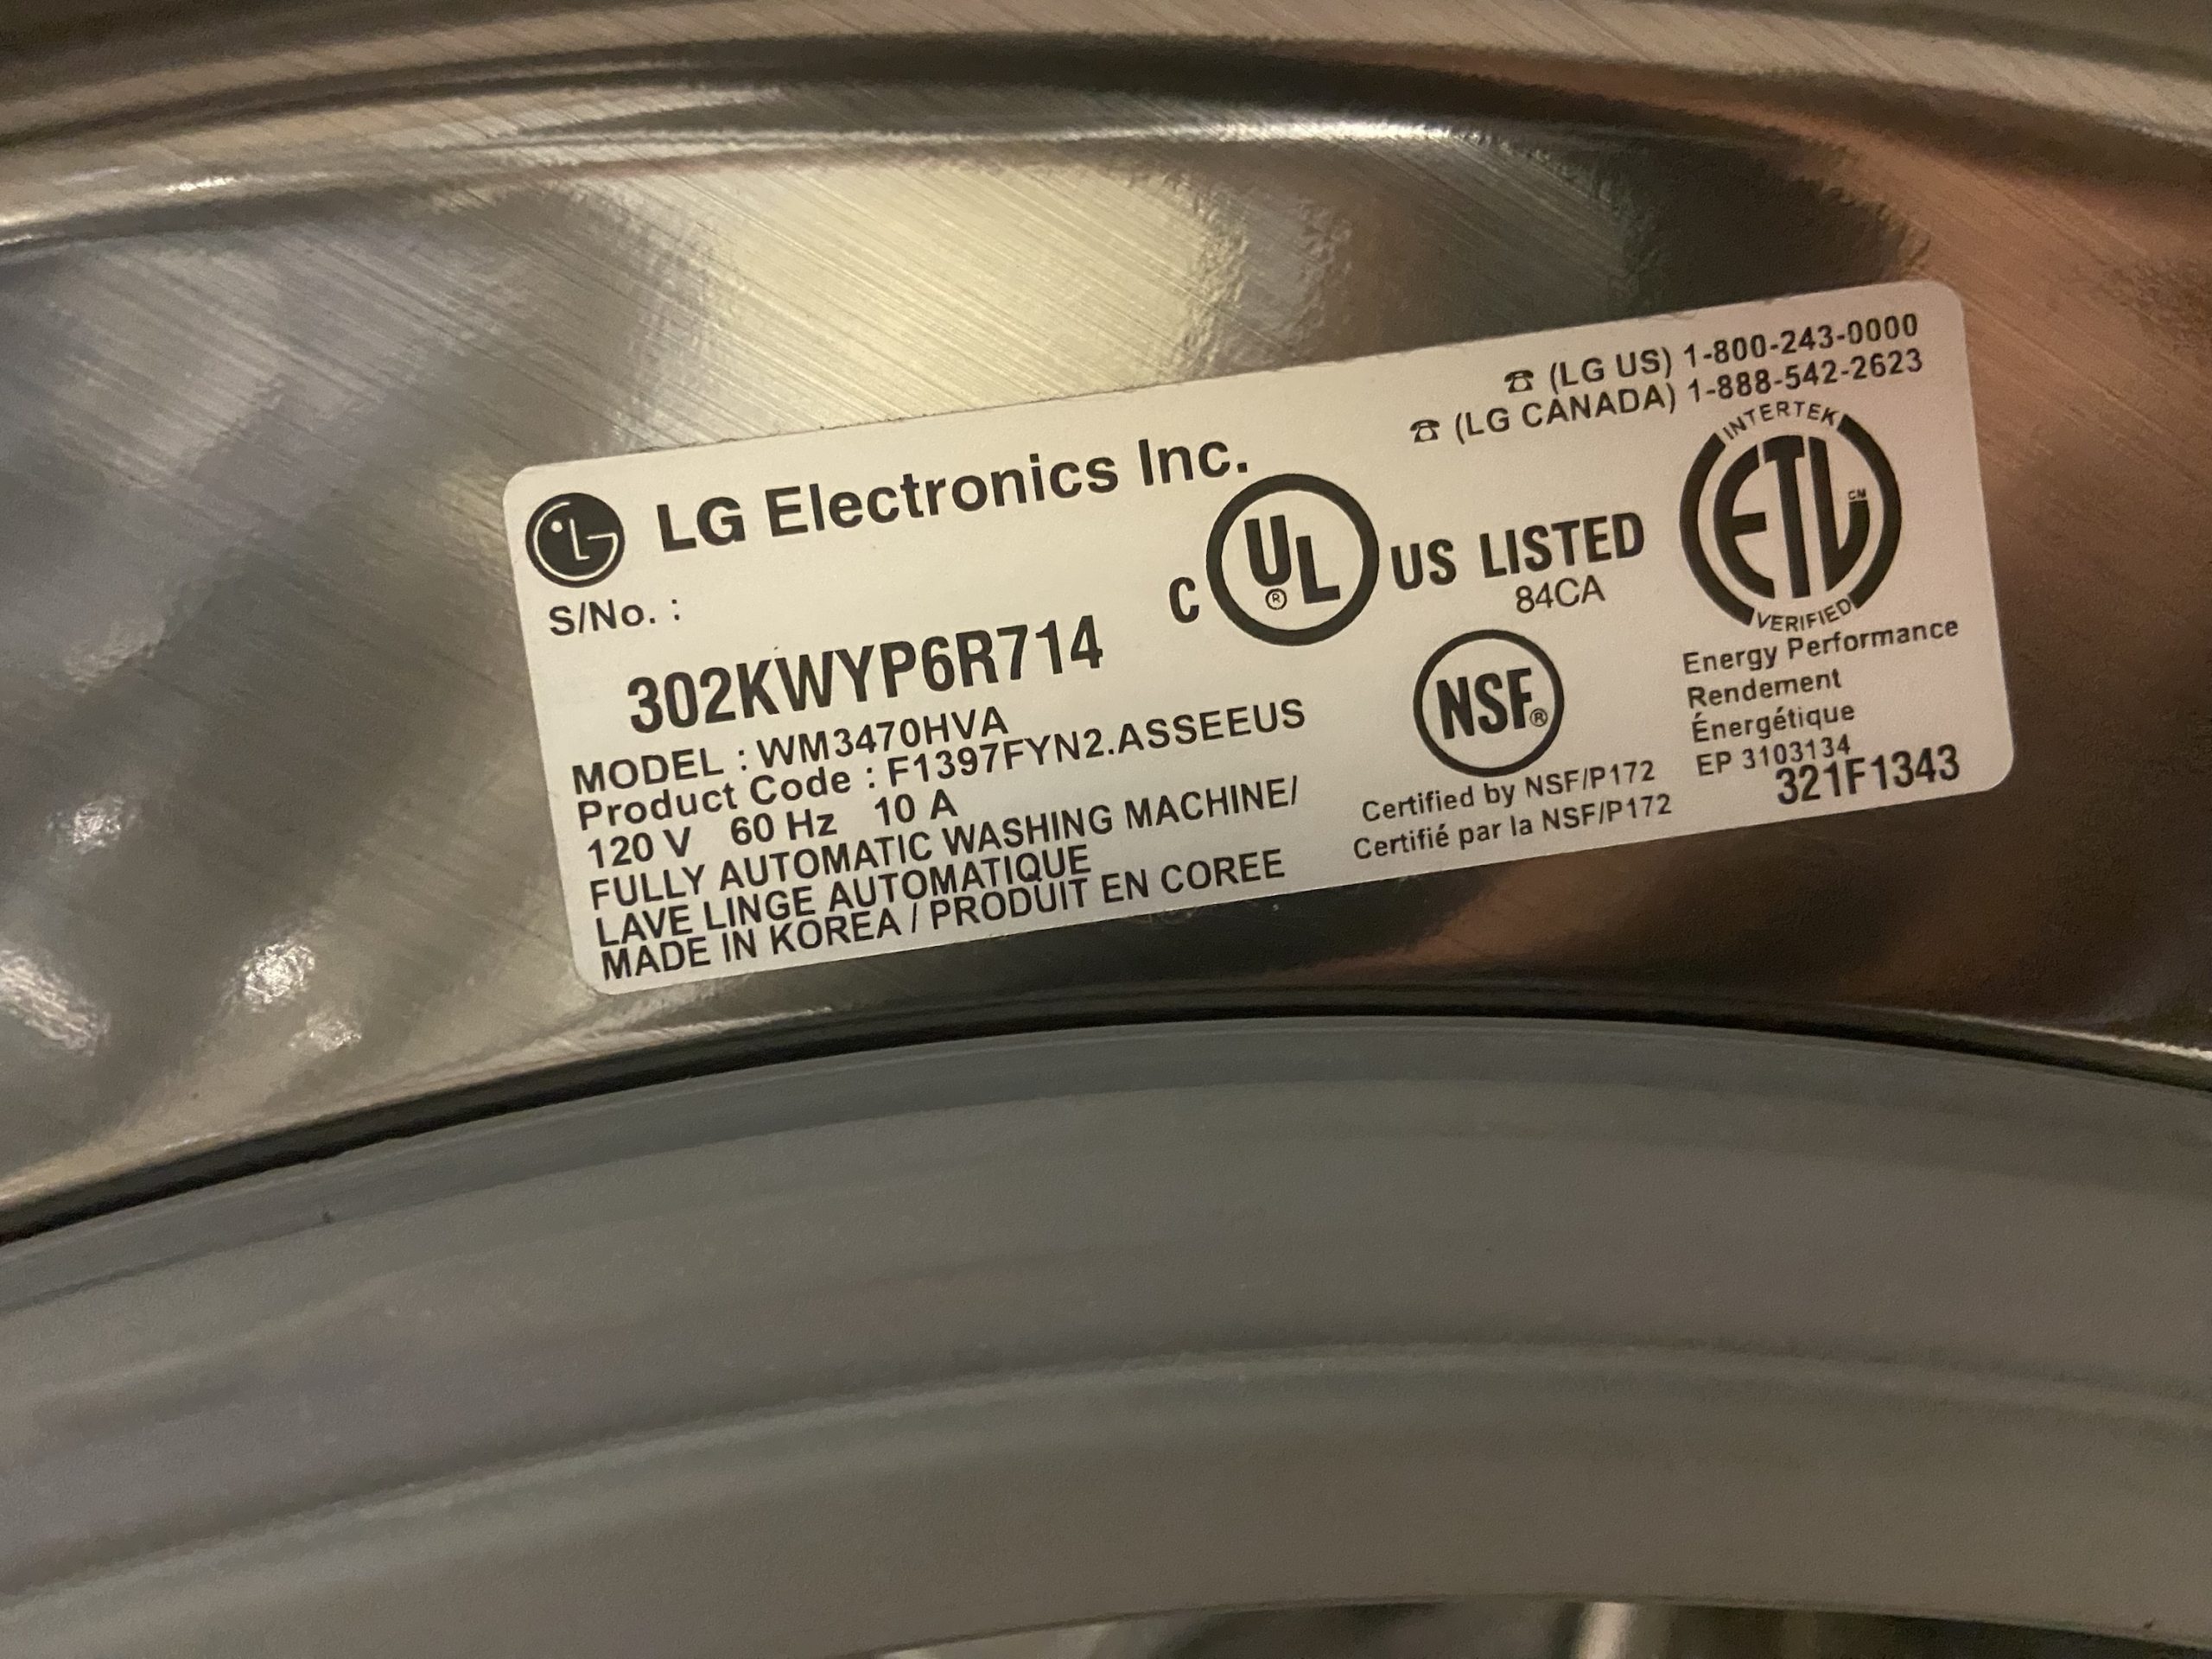 ☎ (LG US) 1-800-243-0000
☎ (LG CANADA) 1-888-542-2623
LG LG Electronics Inc.
S/No. :
302KWYP6R714
MODEL : WM3470HVA
Product Code : F1397FYN2.ASSEEUS
120 V 60 Hz 10 A
FULLY AUTOMATIC WASHING MACHINE/
LAVE LINGE AUTOMATIQUE
MADE IN KOREA / PRODUIT EN COREE
C UL® US LISTED
84CA
NSF®
Certified by NSF/P172
Certifié par la NSF/P172
INTERTEK
ETL CM
VERIFIED
Energy Performance
Rendement
Énergétique
EP 3103134
321F1343